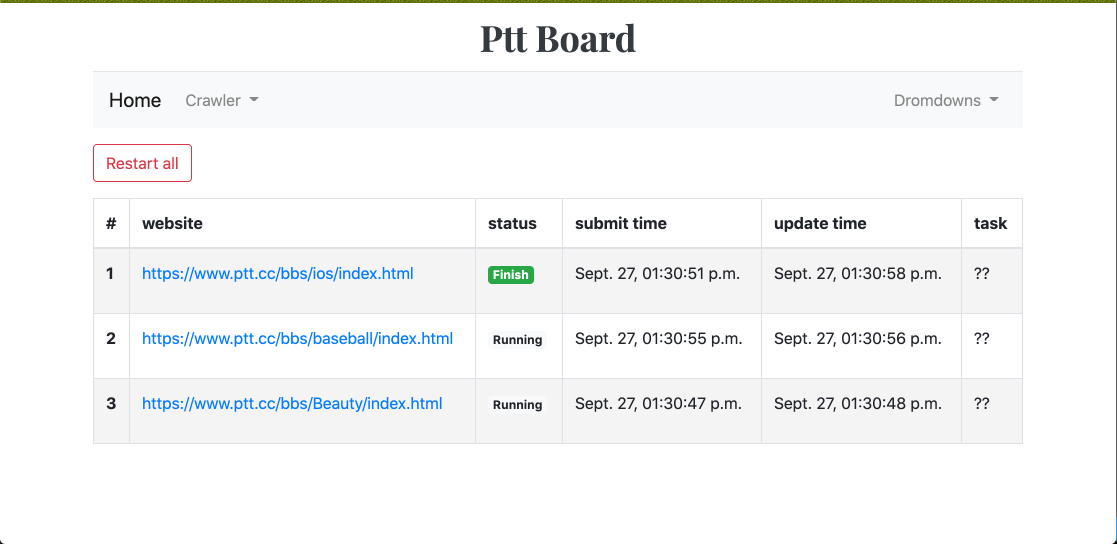 Ptt Board
Home Crawler Dromdowns
Restart all
# website status submit time update time task
1 https://www.ptt.cc/bbs/ios/index.html Finish Sept. 27, 01:30:51 p.m. Sept. 27, 01:30:58 p.m. ??
2 https://www.ptt.cc/bbs/baseball/index.html Running Sept. 27, 01:30:55 p.m. Sept. 27, 01:30:56 p.m. ??
3 https://www.ptt.cc/bbs/Beauty/index.html Running Sept. 27, 01:30:47 p.m. Sept. 27, 01:30:48 p.m. ??